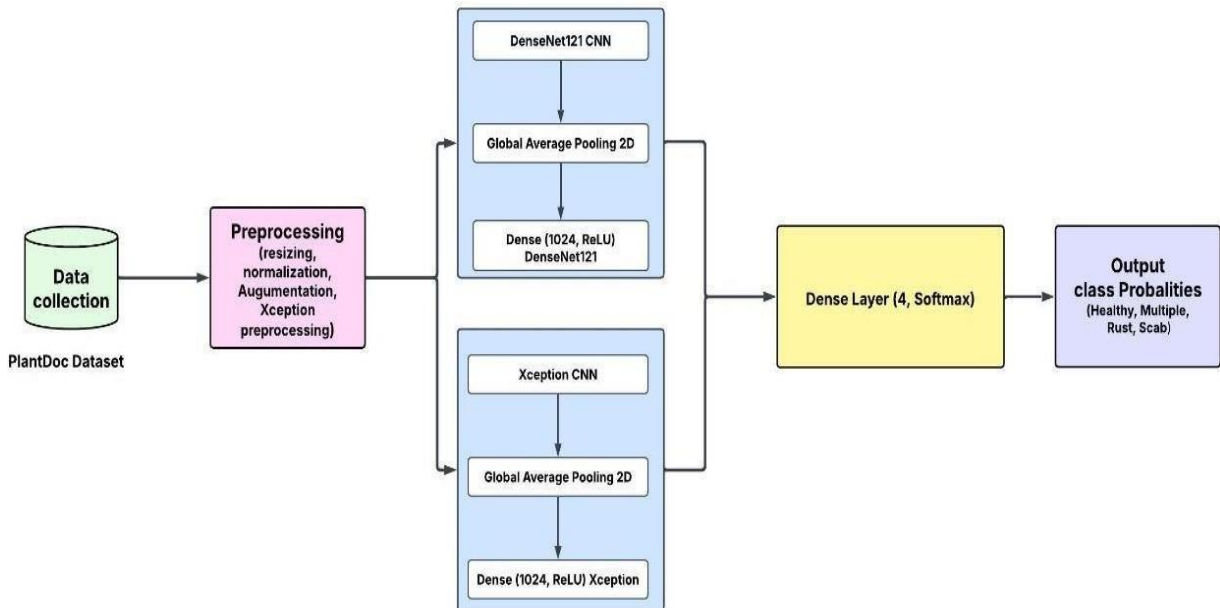 Data
collection
PlantDoc Dataset
Preprocessing
(resizing,
normalization,
Augumentation,
Xception
preprocessing)
DenseNet121 CNN
Global Average Pooling 2D
Dense (1024, ReLU)
DenseNet121
Xception CNN
Global Average Pooling 2D
Dense (1024, ReLU) Xception
Dense Layer (4, Softmax)
Output
class Probalities
(Healthy, Multiple,
Rust, Scab)